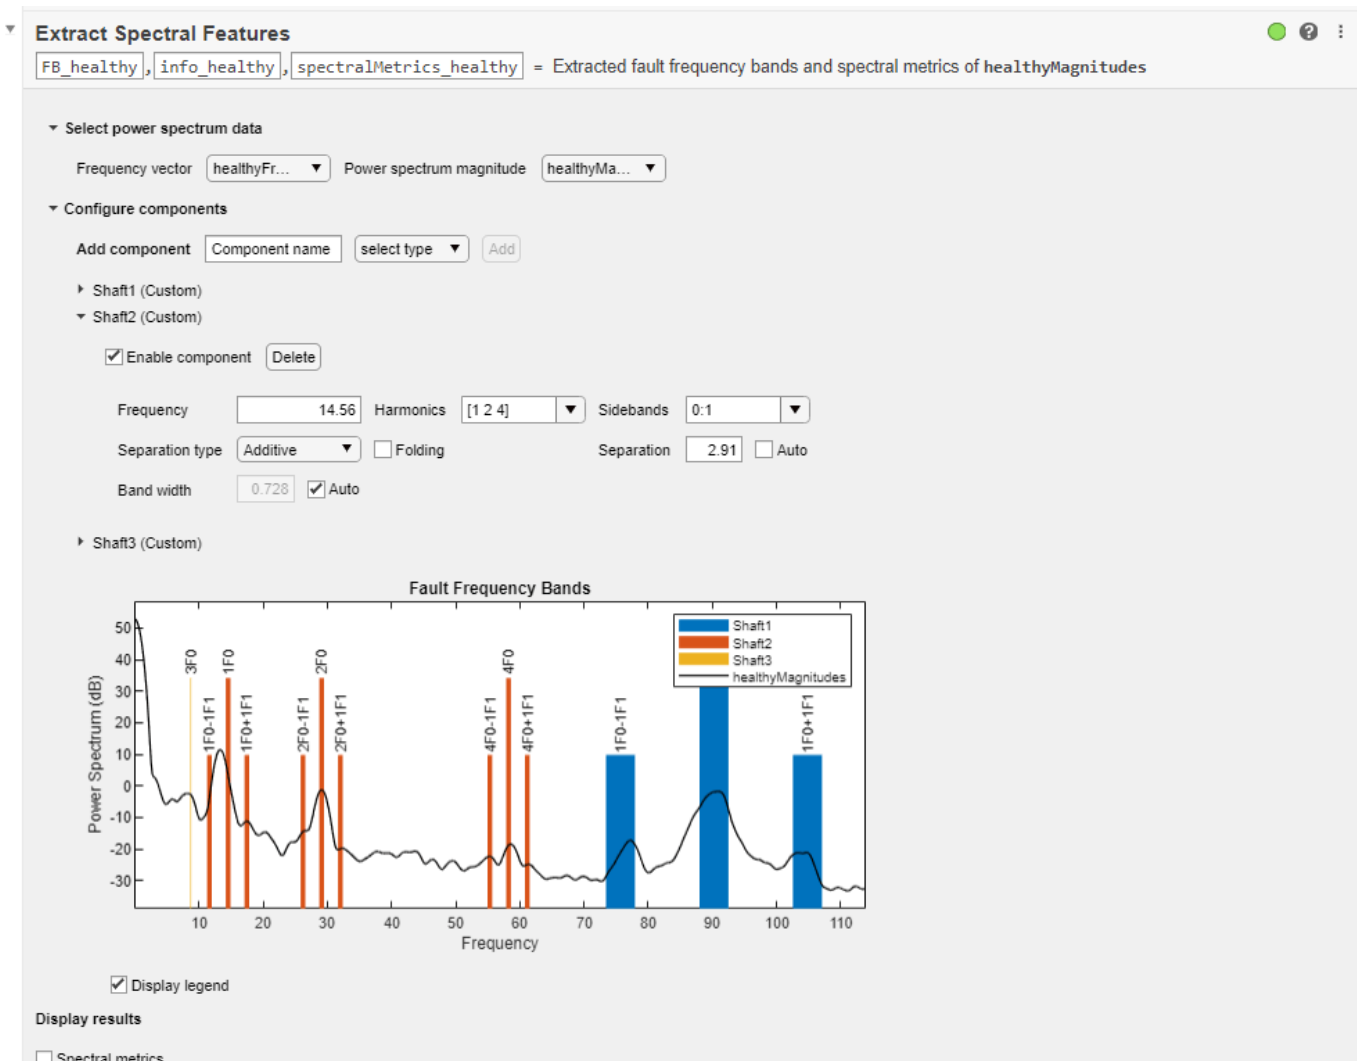 Extract Spectral Features
FB_healthy, info_healthy, spectralMetrics_healthy = Extracted fault frequency bands and spectral metrics of healthyMagnitudes
Select power spectrum data
Frequency vector healthyFr... Power spectrum magnitude healthyMa...
Configure components
Add component Component name select type Add
Shaft1 (Custom)
Shaft2 (Custom)
Enable component Delete
Frequency 14.56 Harmonics [1 2 4] Sidebands 0:1
Separation type Additive Folding Separation 2.91 Auto
Band width 0.728 Auto
Shaft3 (Custom)
Fault Frequency Bands
Power Spectrum (dB)
50
40
30
20
10
0
-10
-20
-30
3F0
1F0-1F1
1F0
1F0+1F1
2F0-1F1
2F0
2F0+1F1
4F0-1F1
4F0
4F0+1F1
1F0-1F1
1F0+1F1
Shaft1
Shaft2
Shaft3
healthyMagnitudes
10 20 30 40 50 60 70 80 90 100 110
Frequency
Display legend
Display results
Spectral metrics